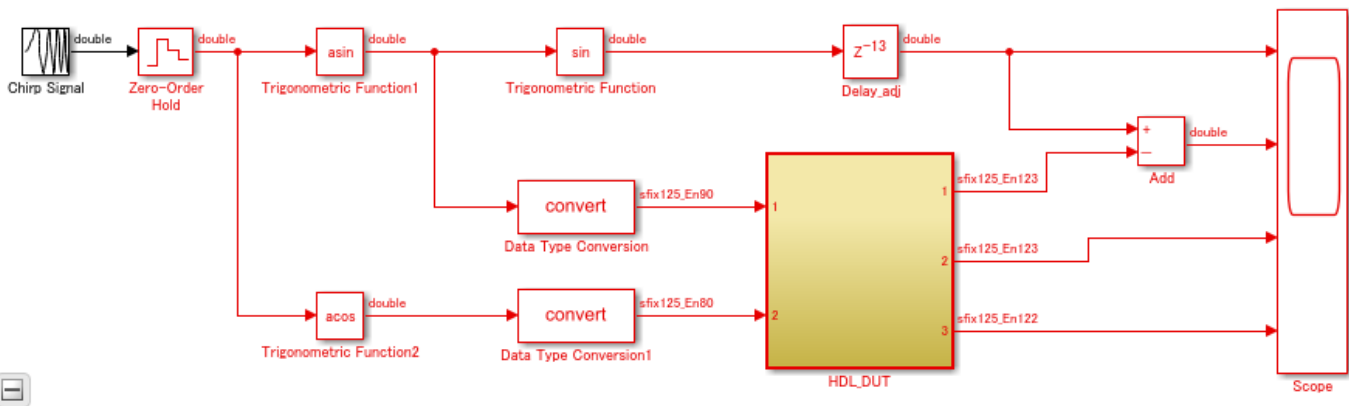 double
double
asin
double
sin
double
Z-13
double
Chirp Signal
Zero-Order
Hold
Trigonometric Function1
Trigonometric Function
Delay_adj
+
−
double
Add
convert
sfix125_En90
1
Data Type Conversion
1
sfix125_En123
2
sfix125_En123
acos
double
convert
sfix125_En80
2
3
sfix125_En122
Trigonometric Function2
Data Type Conversion1
HDL_DUT
Scope